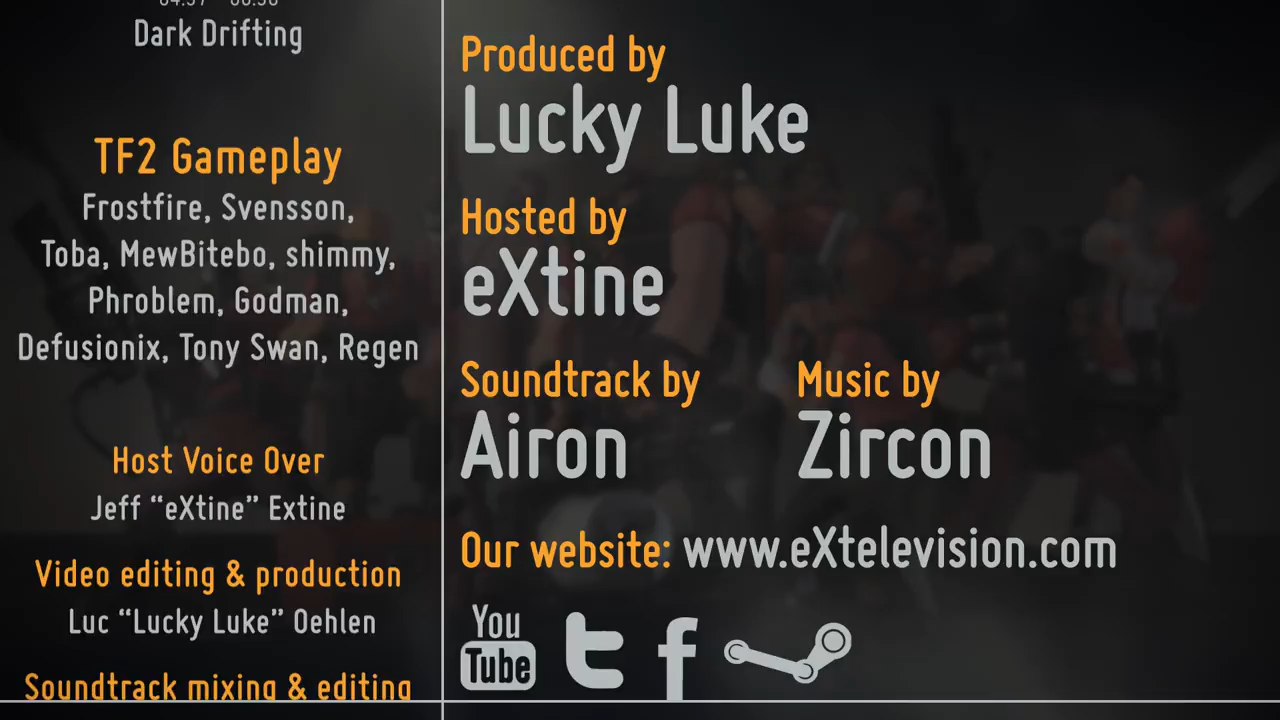 Dark Drifting
TF2 Gameplay
Frostfire, Svensson,
Toba, MewBitebo, shimmy,
Phroblem, Godman,
Defusionix, Tony Swan, Regen
Host Voice Over
Jeff “eXtine” Extine
Video editing & production
Luc “Lucky Luke” Oehlen
Soundtrack mixing & editing
Produced by
Lucky Luke
Hosted by
eXtine
Soundtrack by
Airon
Music by
Zircon
Our website: www.eXtelevision.com
You
Tube